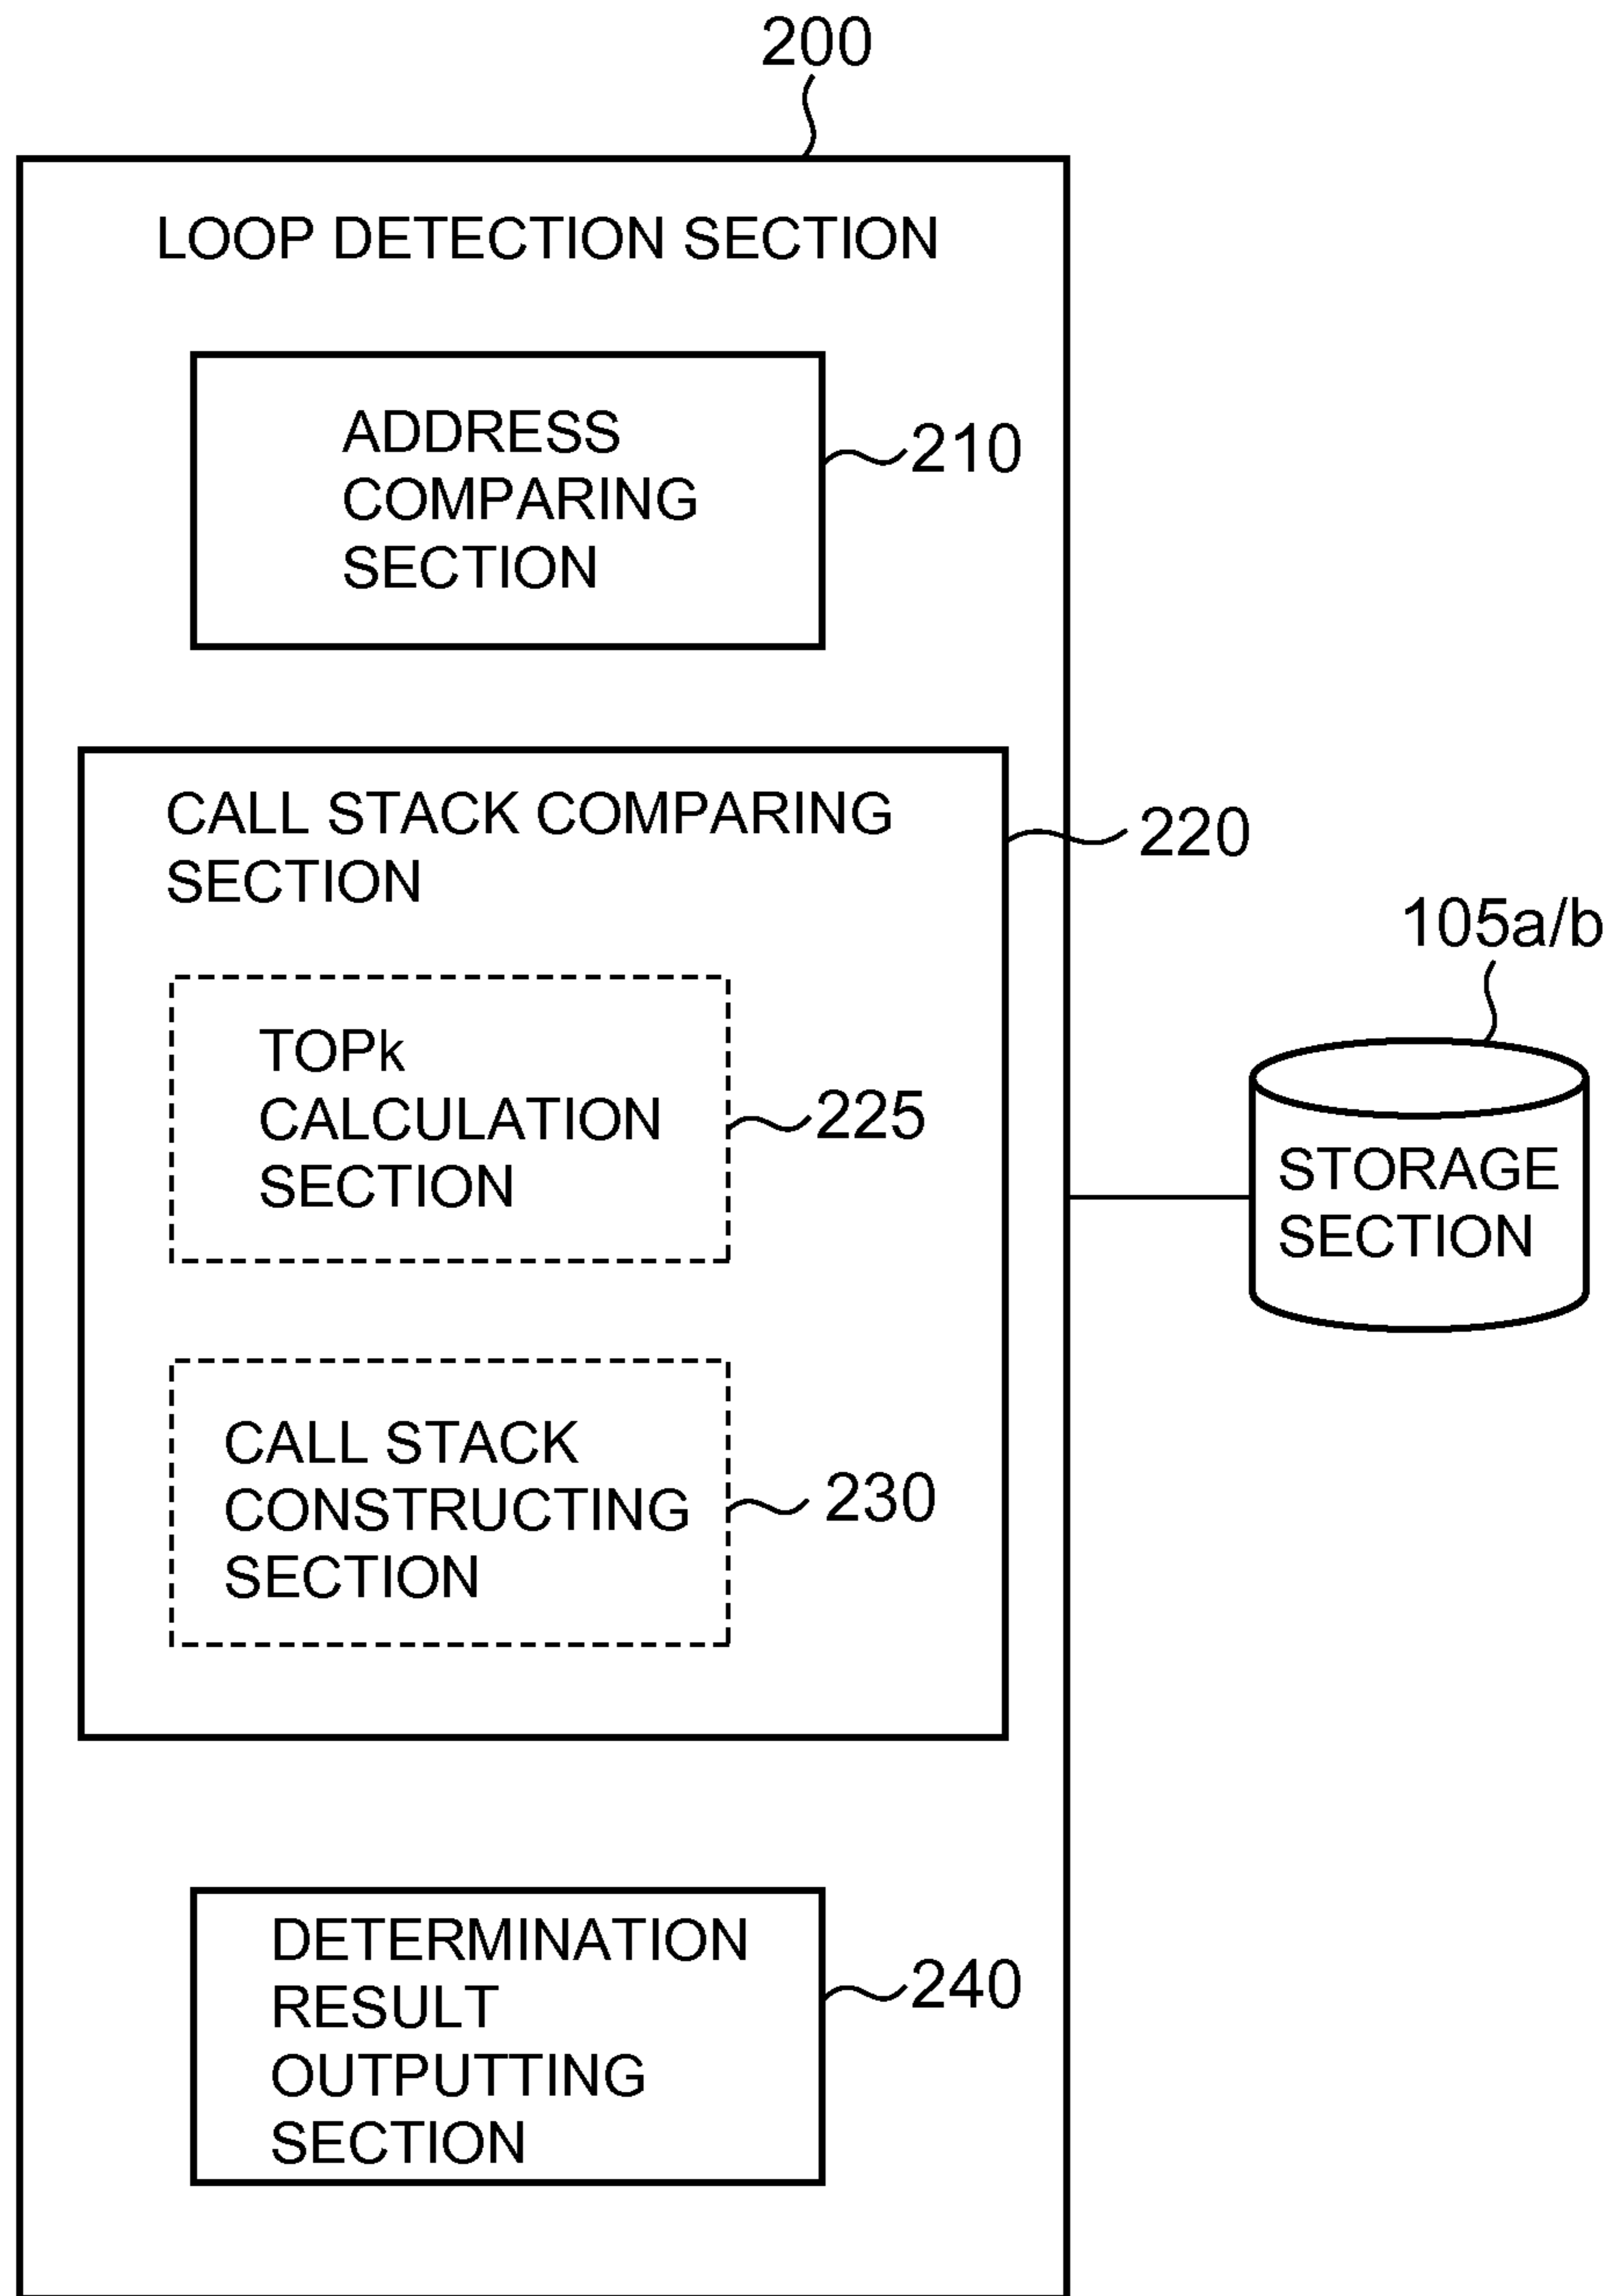 200
LOOP DETECTION SECTION
ADDRESS
COMPARING
SECTION
210
CALL STACK COMPARING
SECTION
220
105a/b
TOPk
CALCULATION
SECTION
225
STORAGE
SECTION
CALL STACK
CONSTRUCTING
SECTION
230
DETERMINATION
RESULT
OUTPUTTING
SECTION
240